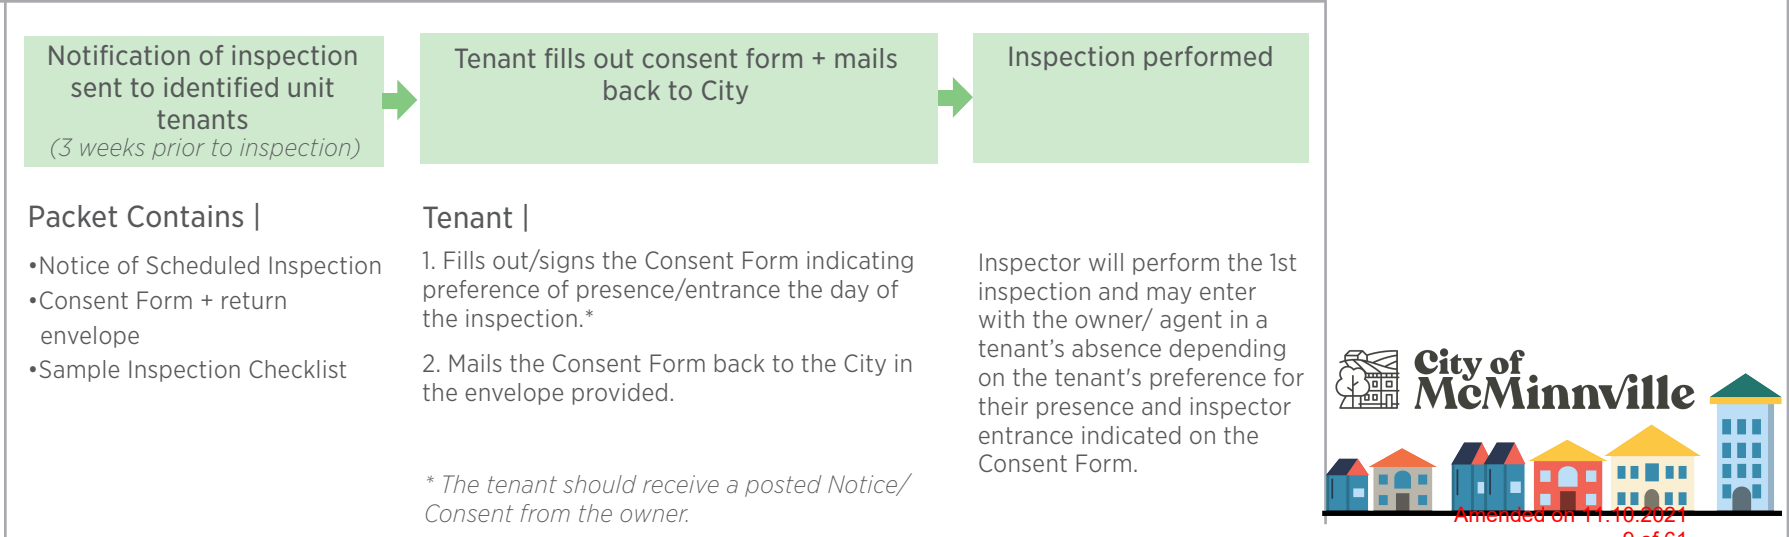 Notification of inspection
sent to identified unit
tenants
(3 weeks prior to inspection)
Tenant fills out consent form + mails
back to City
Inspection performed
Packet Contains |
•Notice of Scheduled Inspection
•Consent Form + return
envelope
•Sample Inspection Checklist
Tenant |
1. Fills out/signs the Consent Form indicating
preference of presence/entrance the day of
the inspection.*
2. Mails the Consent Form back to the City in
the envelope provided.
* The tenant should receive a posted Notice/
Consent from the owner.
Inspector will perform the 1st
inspection and may enter
with the owner/ agent in a
tenant’s absence depending
on the tenant's preference for
their presence and inspector
entrance indicated on the
Consent Form.
City of
McMinnville
Amended on 11.10.2021
9 of 61